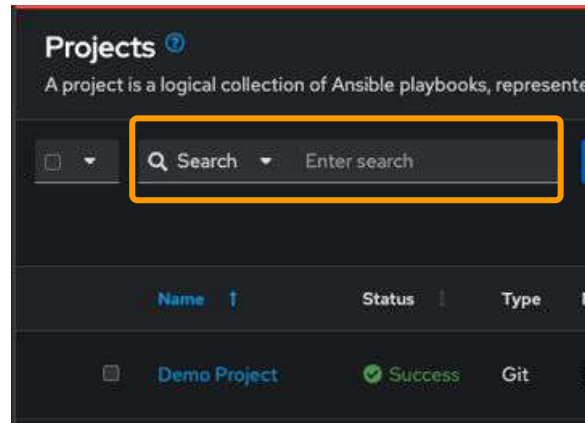 Projects
A project is a logical collection of Ansible playbooks, represente
Search Enter search
Name Status Type
Demo Project Success Git